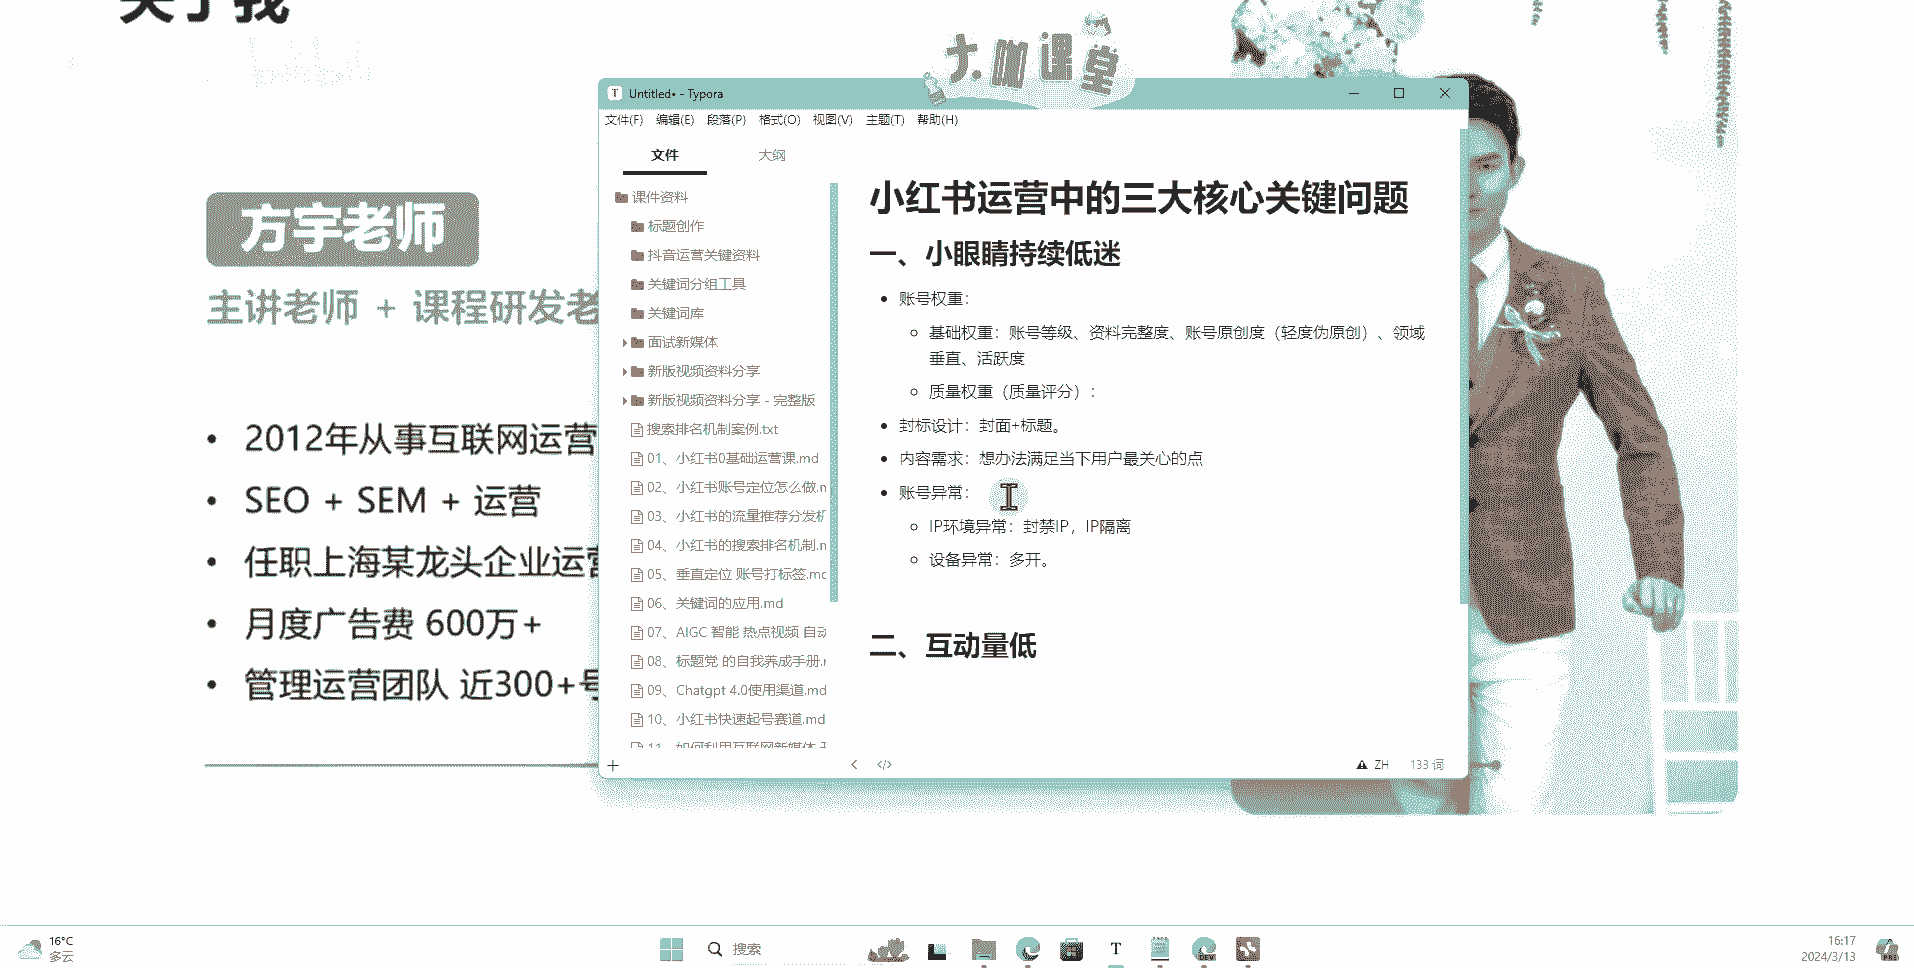 关于我
大咖课堂
方宇老师
主讲老师 + 课程研发老
2012年从事互联网运营
SEO + SEM + 运营
任职上海某龙头企业运营
月度广告费 600万+
管理运营团队 近300+号
Untitled• - Typora
文件(F) 编辑(E) 段落(P) 格式(O) 视图(V) 主题(T) 帮助(H)
文件 大纲
课件资料
标题创作
抖音运营关键资料
关键词分组工具
关键词库
面试新媒体
新版视频资料分享
新版视频资料分享 - 完整版
搜索排名机制案例.txt
01、小红书0基础运营课.md
02、小红书账号定位怎么做.m
03、小红书的流量推荐分发机
04、小红书的搜索排名机制.m
05、垂直定位 账号打标签.mc
06、关键词的应用.md
07、AIGC 智能 热点视频 自动
08、标题党 的自我养成手册.r
09、Chatgpt 4.0使用渠道.md
10、小红书快速起号赛道.md
11、如何利用互联网新媒体
小红书运营中的三大核心关键问题
一、小眼睛持续低迷
账号权重：
基础权重：账号等级、资料完整度、账号原创度（轻度伪原创）、领域
垂直、活跃度
质量权重（质量评分）：
封标设计：封面+标题。
内容需求：想办法满足当下用户最关心的点
账号异常：
IP环境异常：封禁IP，IP隔离
设备异常：多开。
二、互动量低
ZH 133 词
16°C
多云
搜索
DEV
16:17
2024/3/13
PRE